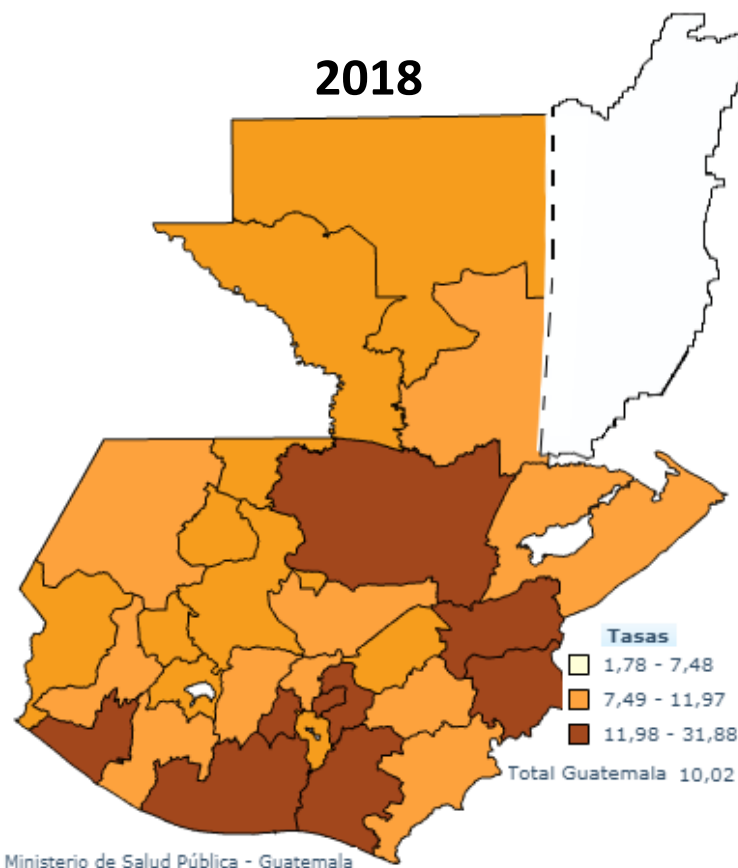 2018
Tasas
1,78 - 7,48
7,49 - 11,97
11,98 - 31,88
Total Guatemala 10,02
Ministerio de Salud Pública - Guatemala